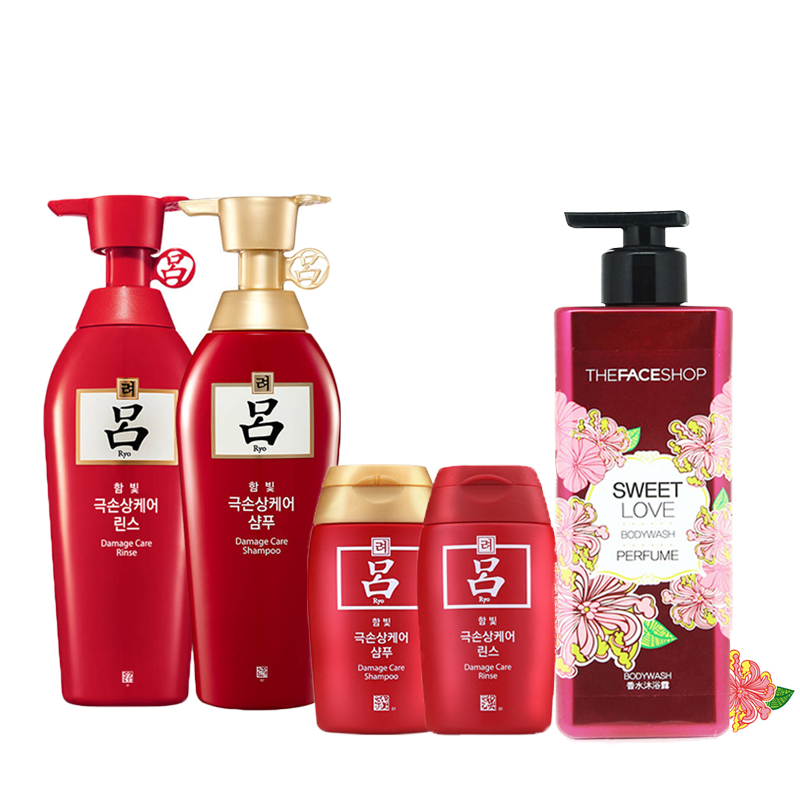 呂
려
呂
Ryo
함 빛
극손상케어
린스
Damage Care
Rinse
呂
려
呂
Ryo
함 빛
극손상케어
샴푸
Damage Care
Shampoo
려
呂
Ryo
함 빛
극손상케어
샴푸
Damage Care
Shampoo
려
呂
Ryo
함 빛
극손상케어
린스
Damage Care
Rinse
THEFACESHOP
SWEET
LOVE
BODYWASH
PERFUME
BODYWASH
香水沐浴露